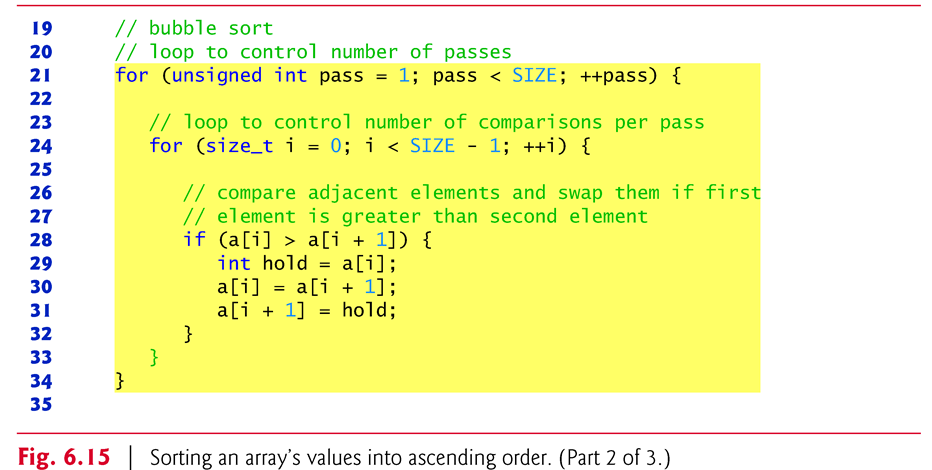 19 // bubble sort
20 // loop to control number of passes
21 for (unsigned int pass = 1; pass < SIZE; ++pass) {
22
23 // loop to control number of comparisons per pass
24 for (size_t i = 0; i < SIZE - 1; ++i) {
25
26 // compare adjacent elements and swap them if first
27 // element is greater than second element
28 if (a[i] > a[i + 1]) {
29 int hold = a[i];
30 a[i] = a[i + 1];
31 a[i + 1] = hold;
32 }
33 }
34 }
35
Fig. 6.15 | Sorting an array’s values into ascending order. (Part 2 of 3.)